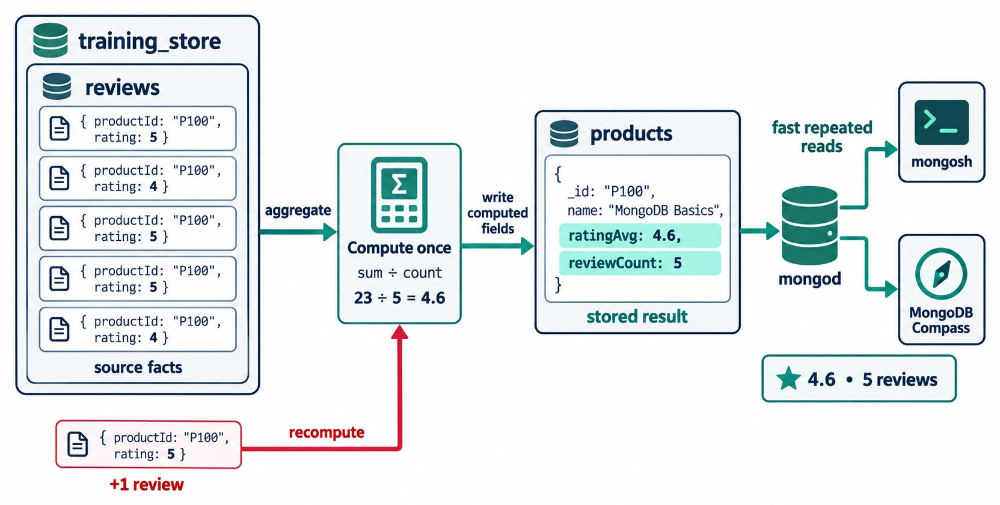 training_store
reviews
{ productId: "P100",
rating: 5 }
{ productId: "P100",
rating: 4 }
{ productId: "P100",
rating: 5 }
{ productId: "P100",
rating: 5 }
{ productId: "P100",
rating: 4 }
source facts
{ productId: "P100",
rating: 5 }
+1 review
recompute
aggregate
Σ
Compute once
sum ÷ count
23 ÷ 5 = 4.6
write
computed
fields
products
{
_id: "P100",
name: "MongoDB Basics",
ratingAvg: 4.6,
reviewCount: 5
}
stored result
mongod
fast repeated
reads
>_
mongosh
MongoDB
Compass
★ 4.6 • 5 reviews